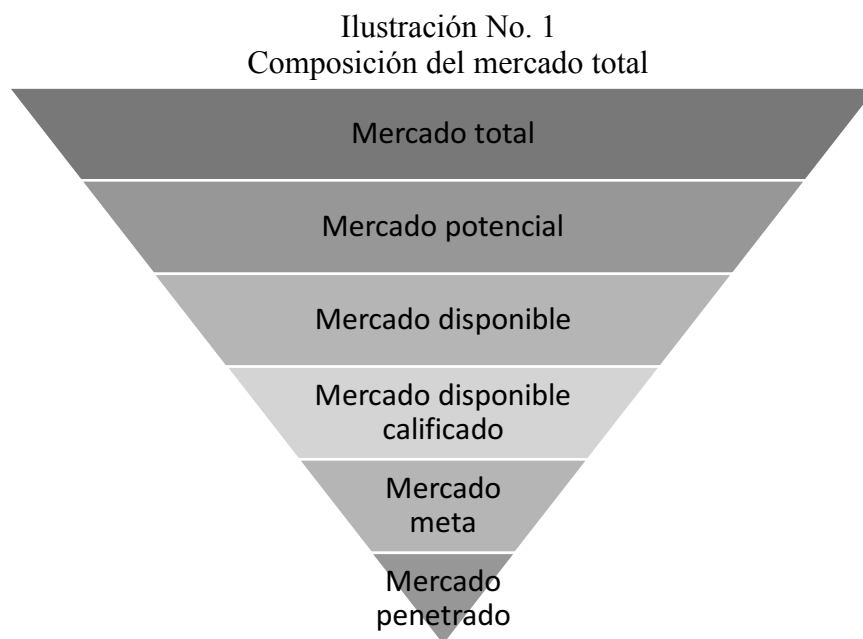 Ilustración No. 1
Composición del mercado total
Mercado total
Mercado potencial
Mercado disponible
Mercado disponible
calificado
Mercado
meta
Mercado
penetrado